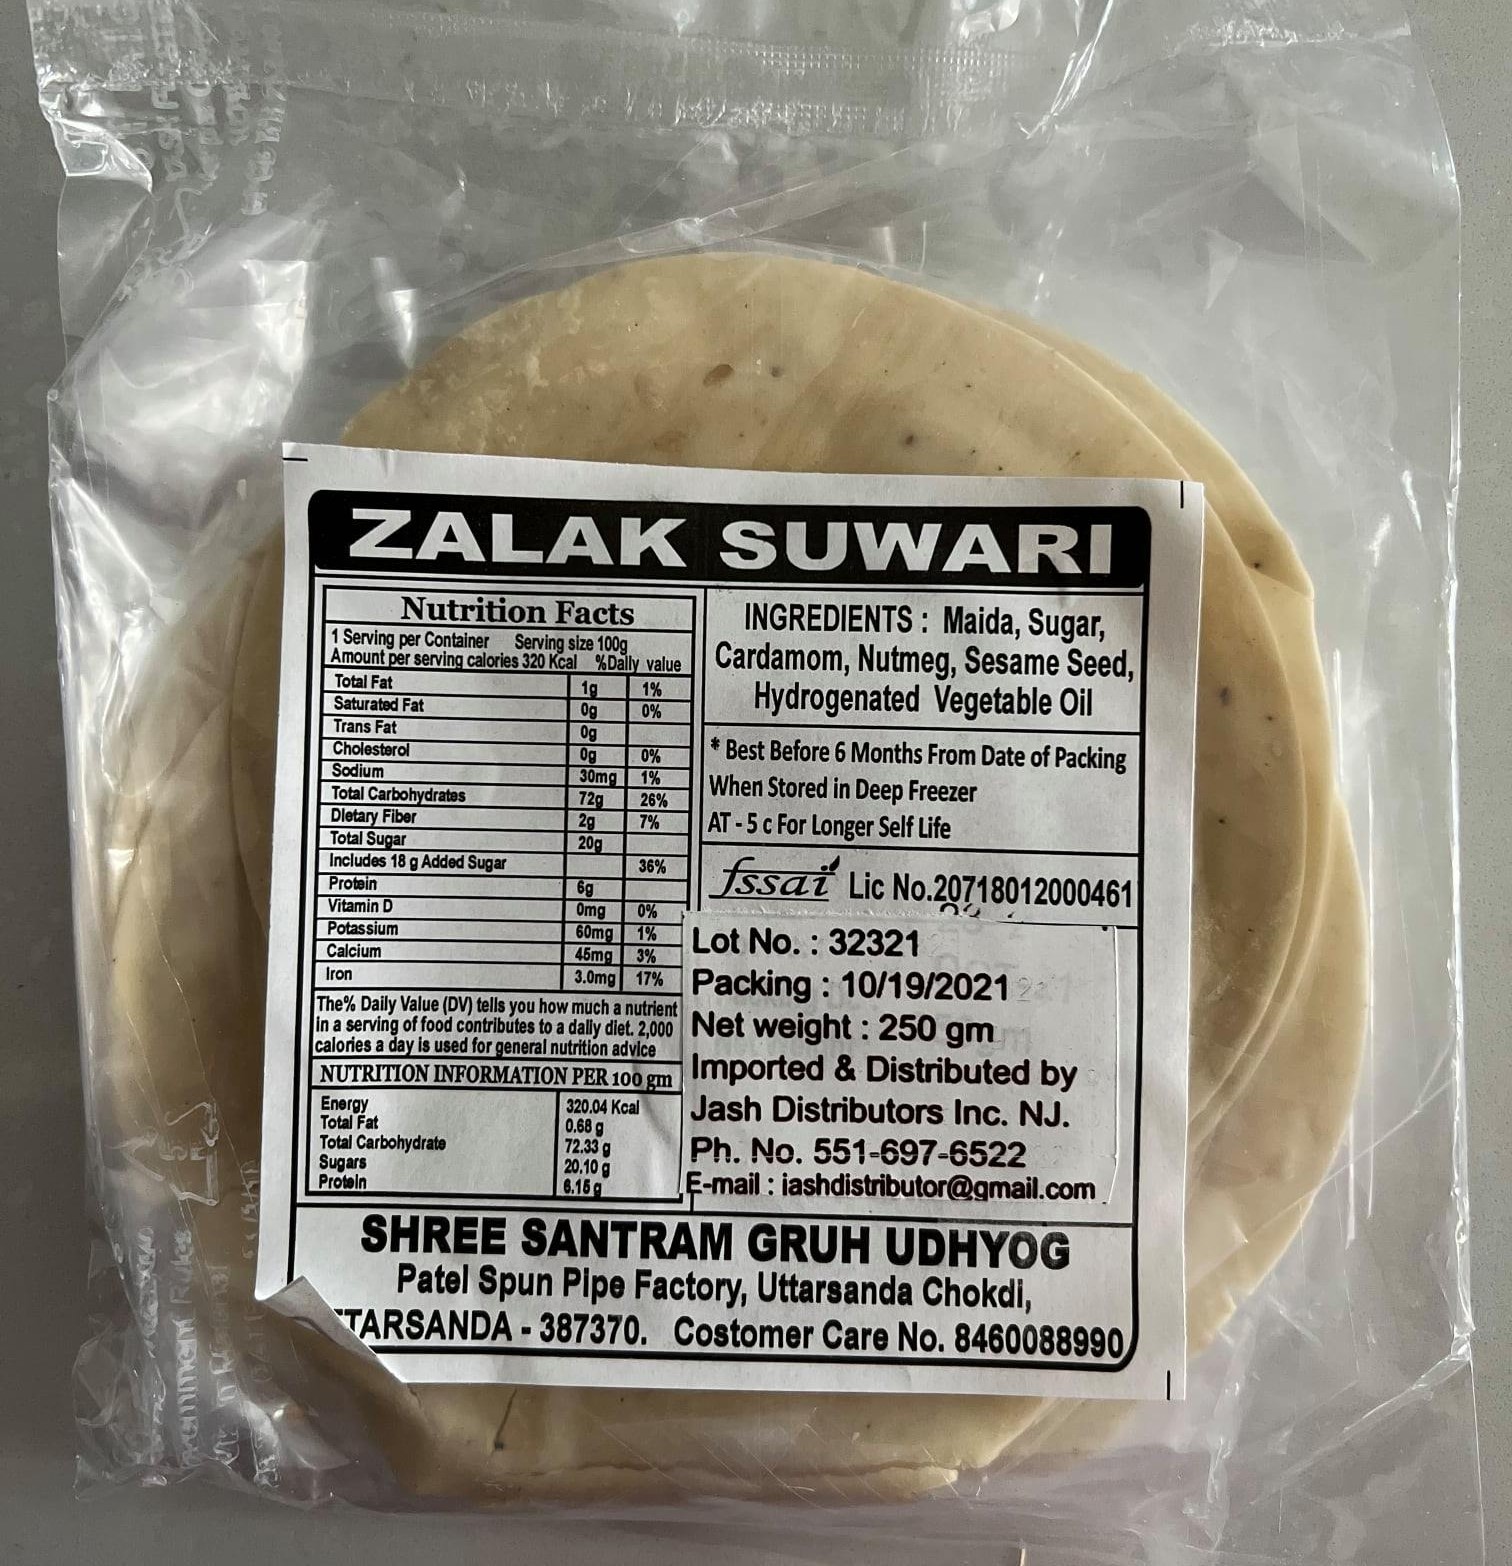 ZALAK SUWARI
Nutrition Facts
1 Serving per Container Serving size 100g
Amount per serving calories 320 Kcal %Daily value
Total Fat 1g 1%
Saturated Fat 0g 0%
Trans Fat 0g
Cholesterol 0g 0%
Sodium 30mg 1%
Total Carbohydrates 72g 26%
Dietary Fiber 2g 7%
Total Sugar 20g
Includes 18 g Added Sugar 36%
Protein 6g
Vitamin D 0mg 0%
Potassium 60mg 1%
Calcium 45mg 3%
Iron 3.0mg 17%
The% Daily Value (DV) tells you how much a nutrient
in a serving of food contributes to a daily diet. 2,000
calories a day is used for general nutrition advice
NUTRITION INFORMATION PER 100 gm
Energy 320.04 Kcal
Total Fat 0.68 g
Total Carbohydrate 72.33 g
Sugars 20.10 g
Protein 6.15 g
INGREDIENTS : Maida, Sugar,
Cardamom, Nutmeg, Sesame Seed,
Hydrogenated Vegetable Oil
* Best Before 6 Months From Date of Packing
When Stored in Deep Freezer
AT - 5 c For Longer Self Life
fssai Lic No.20718012000461
Lot No. : 32321
Packing : 10/19/2021
Net weight : 250 gm
Imported & Distributed by
Jash Distributors Inc. NJ.
Ph. No. 551-697-6522
E-mail : jashdistributor@gmail.com
SHREE SANTRAM GRUH UDHYOG
Patel Spun Pipe Factory, Uttarsanda Chokdi,
TARSANDA - 387370. Costomer Care No. 8460088990